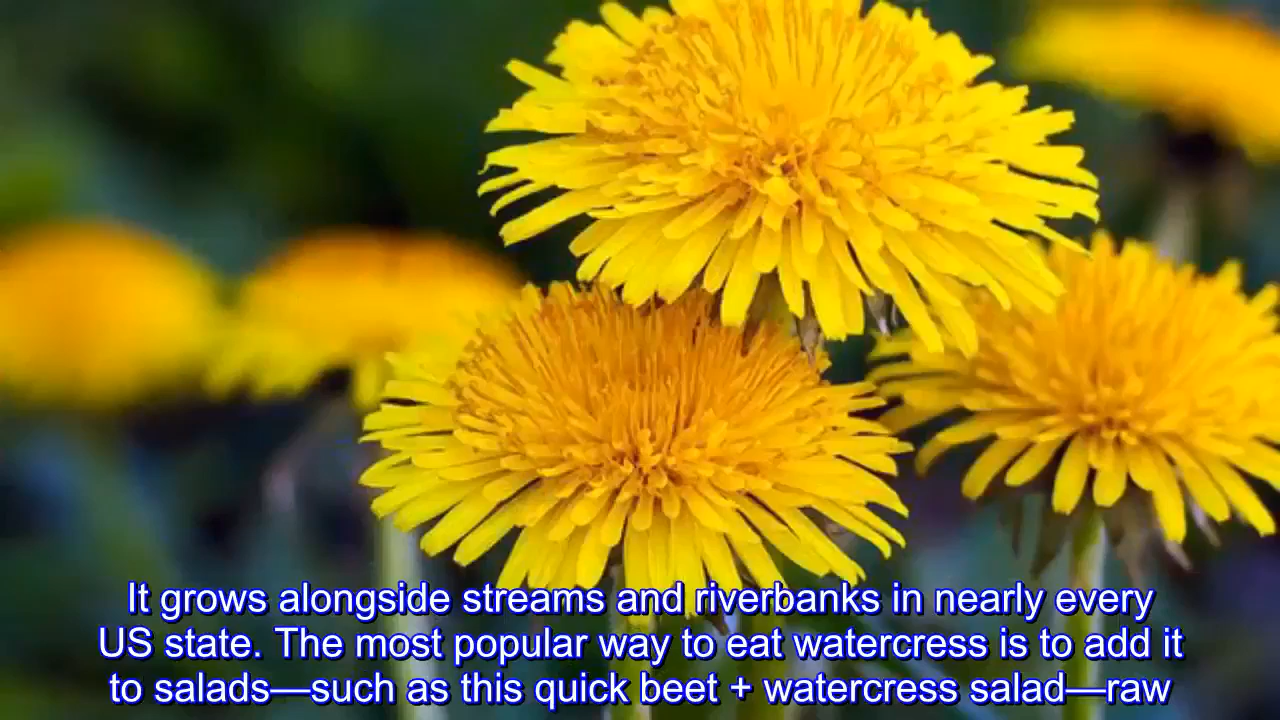 It grows alongside streams and riverbanks in nearly every
US state. The most popular way to eat watercress is to add it
to salads—such as this quick beet + watercress salad—raw